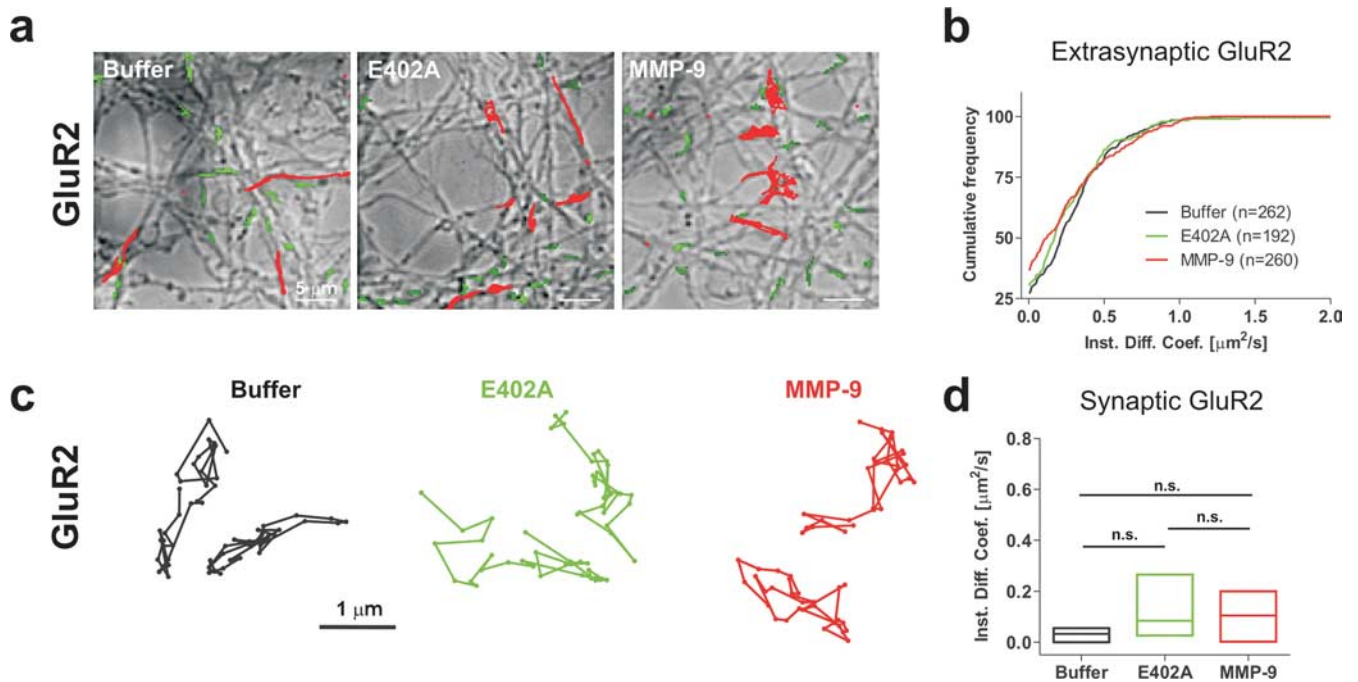 a
GluR2
Buffer
5 μm
E402A
MMP-9
b
Extrasynaptic GluR2
Cumulative frequency
100
75
50
25
Buffer (n=262)
E402A (n=192)
MMP-9 (n=260)
0.0 0.5 1.0 1.5 2.0
Inst. Diff. Coef. [μm²/s]
c
GluR2
Buffer
E402A
MMP-9
1 μm
d
Synaptic GluR2
Inst. Diff. Coef. [μm²/s]
0.8
0.6
0.4
0.2
0.0
n.s.
n.s.
n.s.
Buffer E402A MMP-9